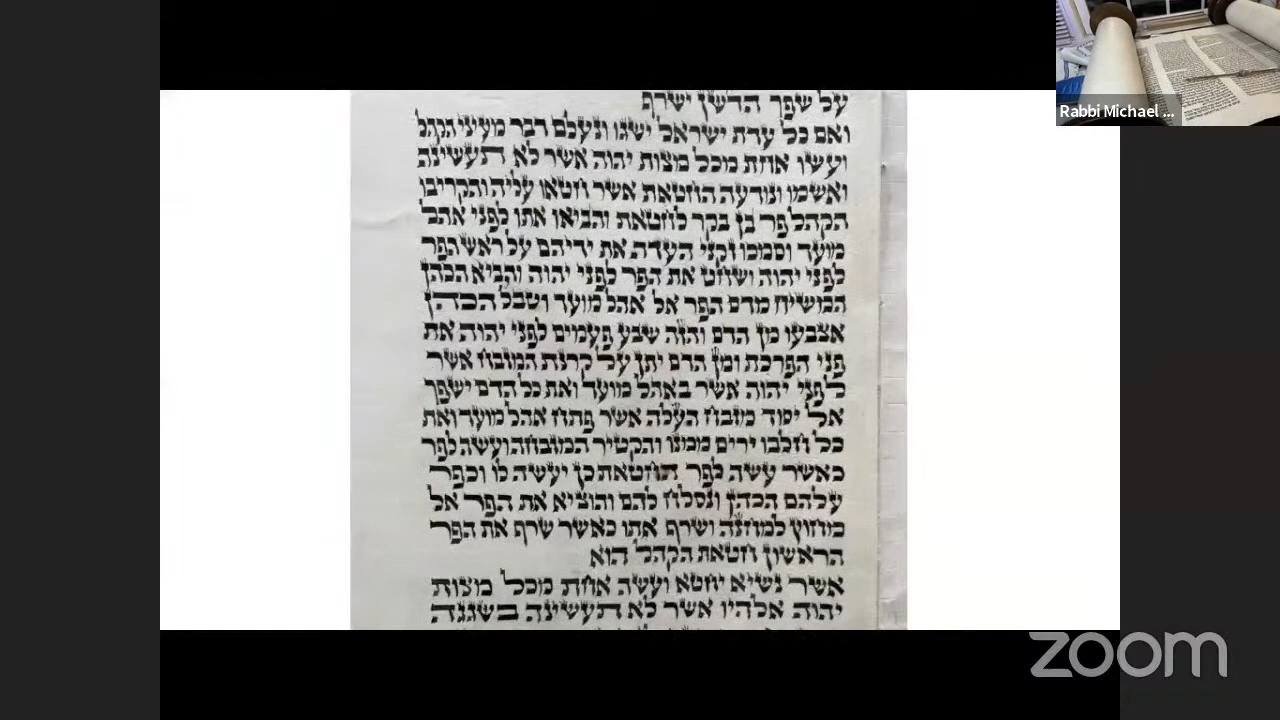 על שפך הדשן ישרף
ואם כל עדת ישראל ישגו ונעלם דבר מעיני הקהל
ועשו אחת מכל מצות יהוה אשר לא תעשינה
ואשמו ונודעה החטאת אשר חטאו עליה והקריבו
הקהל פר בן בקר לחטאת והביאו אתו לפני אהל
מועד וסמכו זקני העדה את ידיהם על ראש הפר
לפני יהוה ושחט את הפר לפני יהוה והביא הכהן
המשיח מדם הפר אל אהל מועד וטבל הכהן
אצבעו מן הדם והזה שבע פעמים לפני יהוה את
פני הפרכת ומן הדם יתן על קרנת המזבח אשר
לפני יהוה אשר באהל מועד ואת כל הדם ישפך
אל יסוד מזבח העלה אשר פתח אהל מועד ואת
כל חלבו ירים ממנו והקטיר המזבחה ועשה לפר
כאשר עשה לפר החטאת כן יעשה לו וכפר
עלהם הכהן ונסלח להם והוציא את הפר אל
מחוץ למחנה ושרף אתו כאשר שרף את הפר
הראשון חטאת הקהל הוא
אשר נשיא יחטא ועשה אחת מכל מצות
יהוה אלהיו אשר לא תעשינה בשגגה
Rabbi Michael ...
zoom